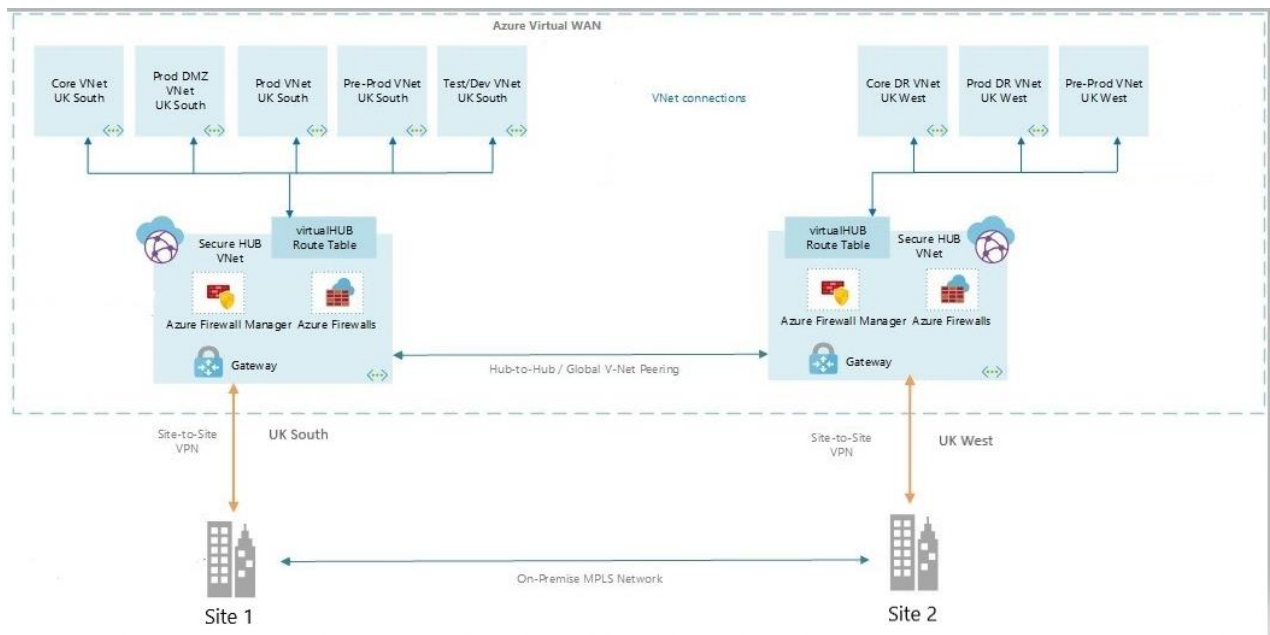 Azure Virtual WAN
Core VNet
UK South
Prod DMZ
VNet
UK South
Prod VNet
UK South
Pre-Prod VNet
UK South
Test/Dev VNet
UK South
VNet connections
Core DR VNet
UK West
Prod DR VNet
UK West
Pre-Prod VNet
UK West
virtualHUB
Route Table
Secure HUB
VNet
Azure Firewall Manager
Azure Firewalls
Gateway
virtualHUB
Route Table
Secure HUB
VNet
Azure Firewall Manager
Azure Firewalls
Gateway
Hub-to-Hub / Global V-Net Peering
Site-to-Site
VPN
UK South
Site-to-Site
VPN
UK West
On-Premise MPLS Network
Site 1
Site 2